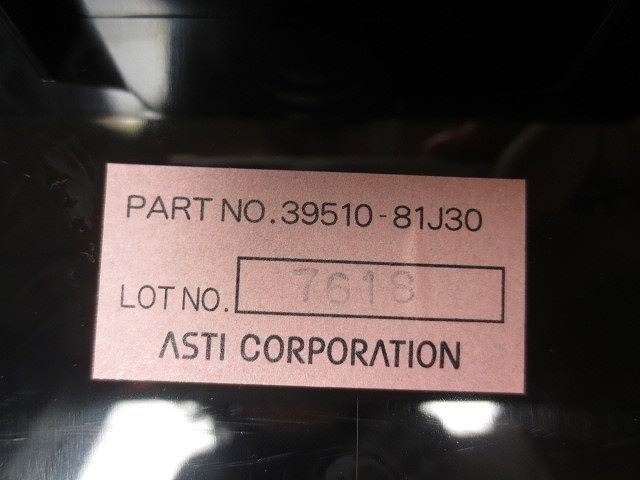 PART NO.39510-81J30
LOT NO. 7618
ASTI CORPORATION